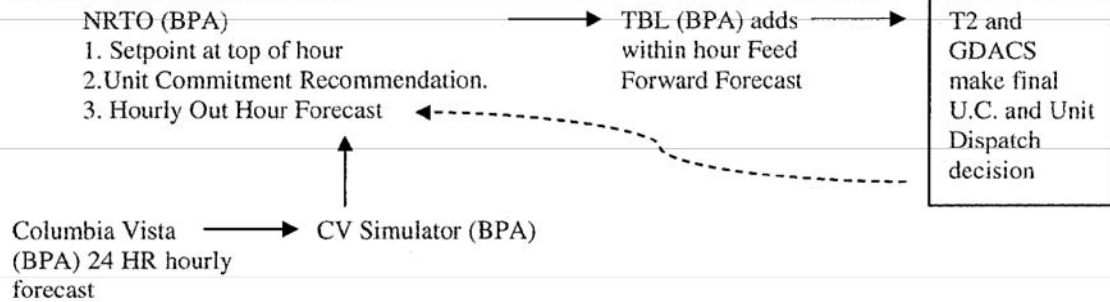 NRTO (BPA)
1. Setpoint at top of hour
2.Unit Commitment Recommendation.
3. Hourly Out Hour Forecast
TBL (BPA) adds
within hour Feed
Forward Forecast
T2 and
GDACS
make final
U.C. and Unit
Dispatch
decision
Columbia Vista
(BPA) 24 HR hourly
forecast
CV Simulator (BPA)